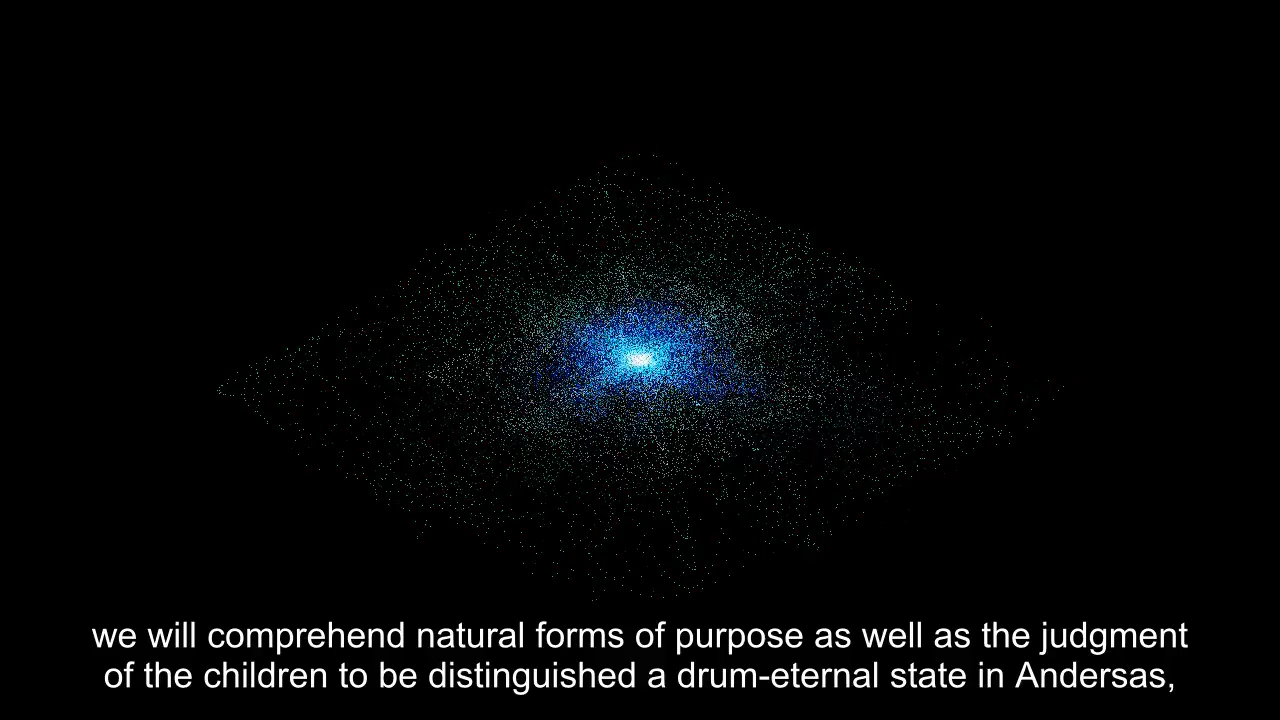 we will comprehend natural forms of purpose as well as the judgment
of the children to be distinguished a drum-eternal state in Andersas,